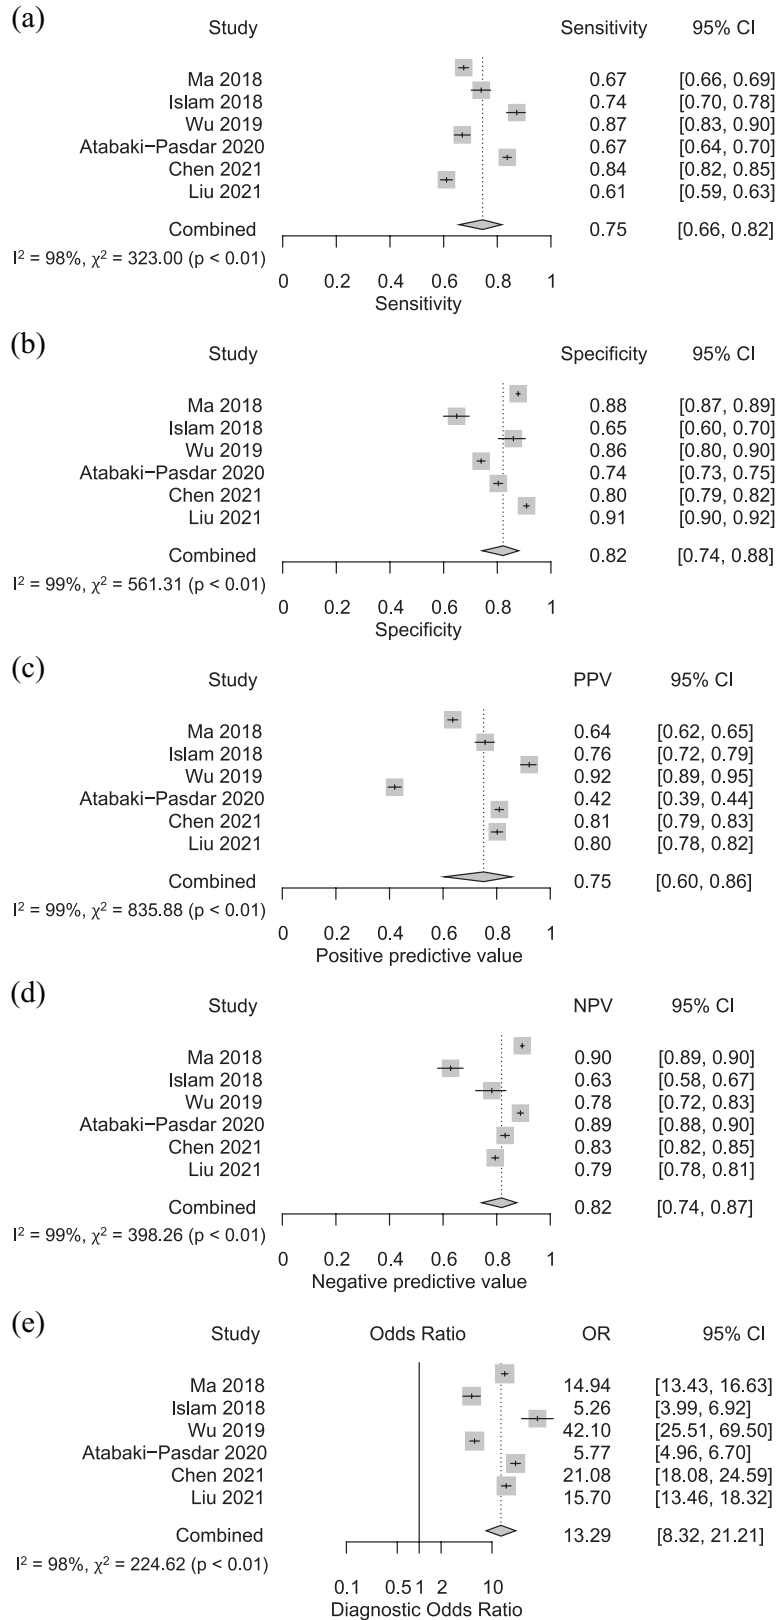 (a)
Study Sensitivity 95% CI
Ma 2018 0.67 [0.66, 0.69]
Islam 2018 0.74 [0.70, 0.78]
Wu 2019 0.87 [0.83, 0.90]
Atabaki−Pasdar 2020 0.67 [0.64, 0.70]
Chen 2021 0.84 [0.82, 0.85]
Liu 2021 0.61 [0.59, 0.63]
Combined 0.75 [0.66, 0.82]
I² = 98%, χ² = 323.00 (p < 0.01)
0 0.2 0.4 0.6 0.8 1
Sensitivity
(b)
Study Specificity 95% CI
Ma 2018 0.88 [0.87, 0.89]
Islam 2018 0.65 [0.60, 0.70]
Wu 2019 0.86 [0.80, 0.90]
Atabaki−Pasdar 2020 0.74 [0.73, 0.75]
Chen 2021 0.80 [0.79, 0.82]
Liu 2021 0.91 [0.90, 0.92]
Combined 0.82 [0.74, 0.88]
I² = 99%, χ² = 561.31 (p < 0.01)
0 0.2 0.4 0.6 0.8 1
Specificity
(c)
Study PPV 95% CI
Ma 2018 0.64 [0.62, 0.65]
Islam 2018 0.76 [0.72, 0.79]
Wu 2019 0.92 [0.89, 0.95]
Atabaki−Pasdar 2020 0.42 [0.39, 0.44]
Chen 2021 0.81 [0.79, 0.83]
Liu 2021 0.80 [0.78, 0.82]
Combined 0.75 [0.60, 0.86]
I² = 99%, χ² = 835.88 (p < 0.01)
0 0.2 0.4 0.6 0.8 1
Positive predictive value
(d)
Study NPV 95% CI
Ma 2018 0.90 [0.89, 0.90]
Islam 2018 0.63 [0.58, 0.67]
Wu 2019 0.78 [0.72, 0.83]
Atabaki−Pasdar 2020 0.89 [0.88, 0.90]
Chen 2021 0.83 [0.82, 0.85]
Liu 2021 0.79 [0.78, 0.81]
Combined 0.82 [0.74, 0.87]
I² = 99%, χ² = 398.26 (p < 0.01)
0 0.2 0.4 0.6 0.8 1
Negative predictive value
(e)
Study Odds Ratio OR 95% CI
Ma 2018 14.94 [13.43, 16.63]
Islam 2018 5.26 [3.99, 6.92]
Wu 2019 42.10 [25.51, 69.50]
Atabaki−Pasdar 2020 5.77 [4.96, 6.70]
Chen 2021 21.08 [18.08, 24.59]
Liu 2021 15.70 [13.46, 18.32]
Combined 13.29 [8.32, 21.21]
I² = 98%, χ² = 224.62 (p < 0.01)
0.1 0.5 1 2 10
Diagnostic Odds Ratio